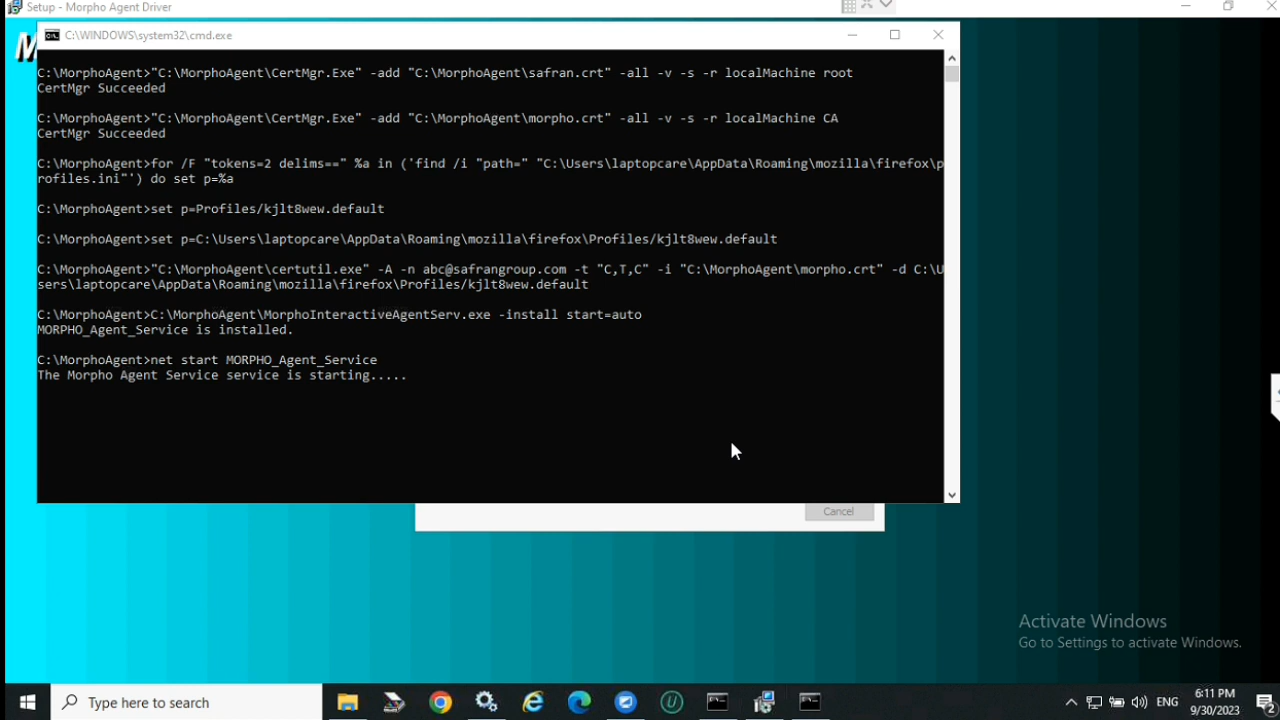 Setup - Morpho Agent Driver
M
C:\WINDOWS\system32\cmd.exe
C:\MorphoAgent>"C:\MorphoAgent\CertMgr.Exe" -add "C:\MorphoAgent\safran.crt" -all -v -s -r localMachine root
CertMgr Succeeded
C:\MorphoAgent>"C:\MorphoAgent\CertMgr.Exe" -add "C:\MorphoAgent\morpho.crt" -all -v -s -r localMachine CA
CertMgr Succeeded
C:\MorphoAgent>for /F "tokens=2 delims==" %a in ('find /i "path=" "C:\Users\laptopcare\AppData\Roaming\mozilla\firefox\p
rofiles.ini"') do set p=%a
C:\MorphoAgent>set p=Profiles/kjlt8wew.default
C:\MorphoAgent>set p=C:\Users\laptopcare\AppData\Roaming\mozilla\firefox\Profiles/kjlt8wew.default
C:\MorphoAgent>"C:\MorphoAgent\certutil.exe" -A -n abc@safrangroup.com -t "C,T,C" -i "C:\MorphoAgent\morpho.crt" -d C:\U
sers\laptopcare\AppData\Roaming\mozilla\firefox\Profiles/kjlt8wew.default
C:\MorphoAgent>C:\MorphoAgent\MorphoInteractiveAgentServ.exe -install start=auto
MORPHO_Agent_Service is installed.
C:\MorphoAgent>net start MORPHO_Agent_Service
The Morpho Agent Service service is starting.....
Cancel
Activate Windows
Go to Settings to activate Windows.
Type here to search
ENG
6:11 PM
9/30/2023
2